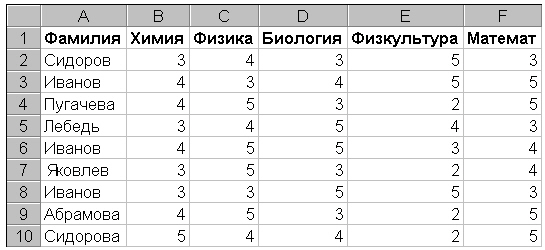 A B C D E F
1 Фамилия Химия Физика Биология Физкультура Математ
2 Сидоров 3 4 3 5 3
3 Иванов 4 3 4 5 5
4 Пугачева 4 5 3 2 5
5 Лебедь 3 4 5 4 3
6 Иванов 4 5 5 3 4
7 Яковлев 3 5 3 2 4
8 Иванов 3 3 5 5 3
9 Абрамова 4 5 3 2 5
10 Сидорова 5 4 4 2 5